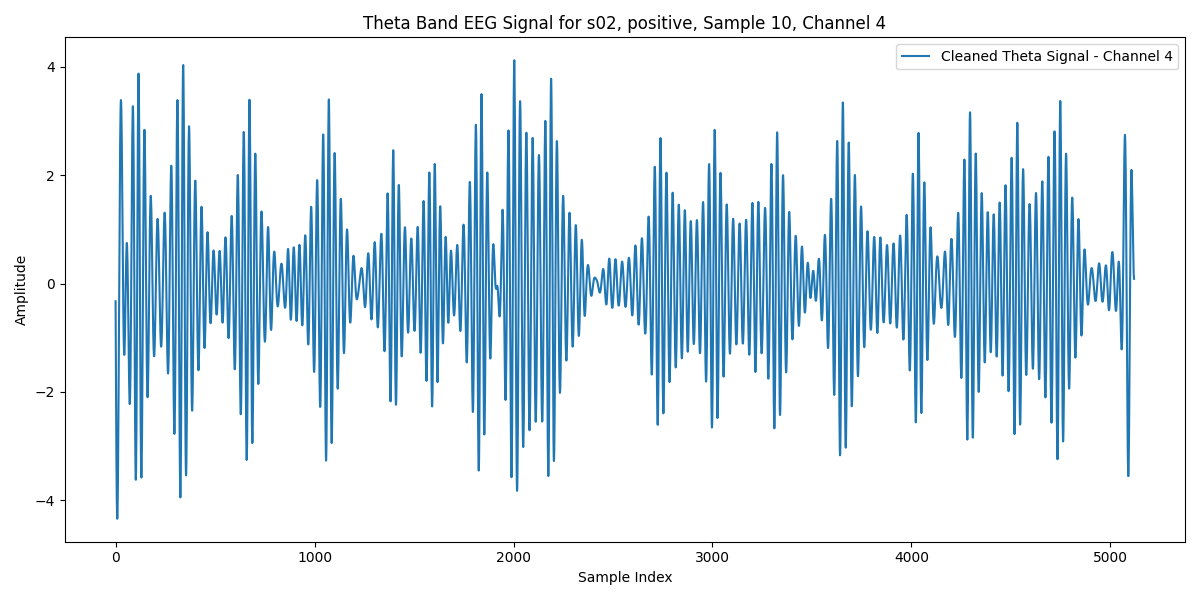 Theta Band EEG Signal for s02, positive, Sample 10, Channel 4
Cleaned Theta Signal - Channel 4
Amplitude
4
2
0
−2
−4
0 1000 2000 3000 4000 5000
Sample Index